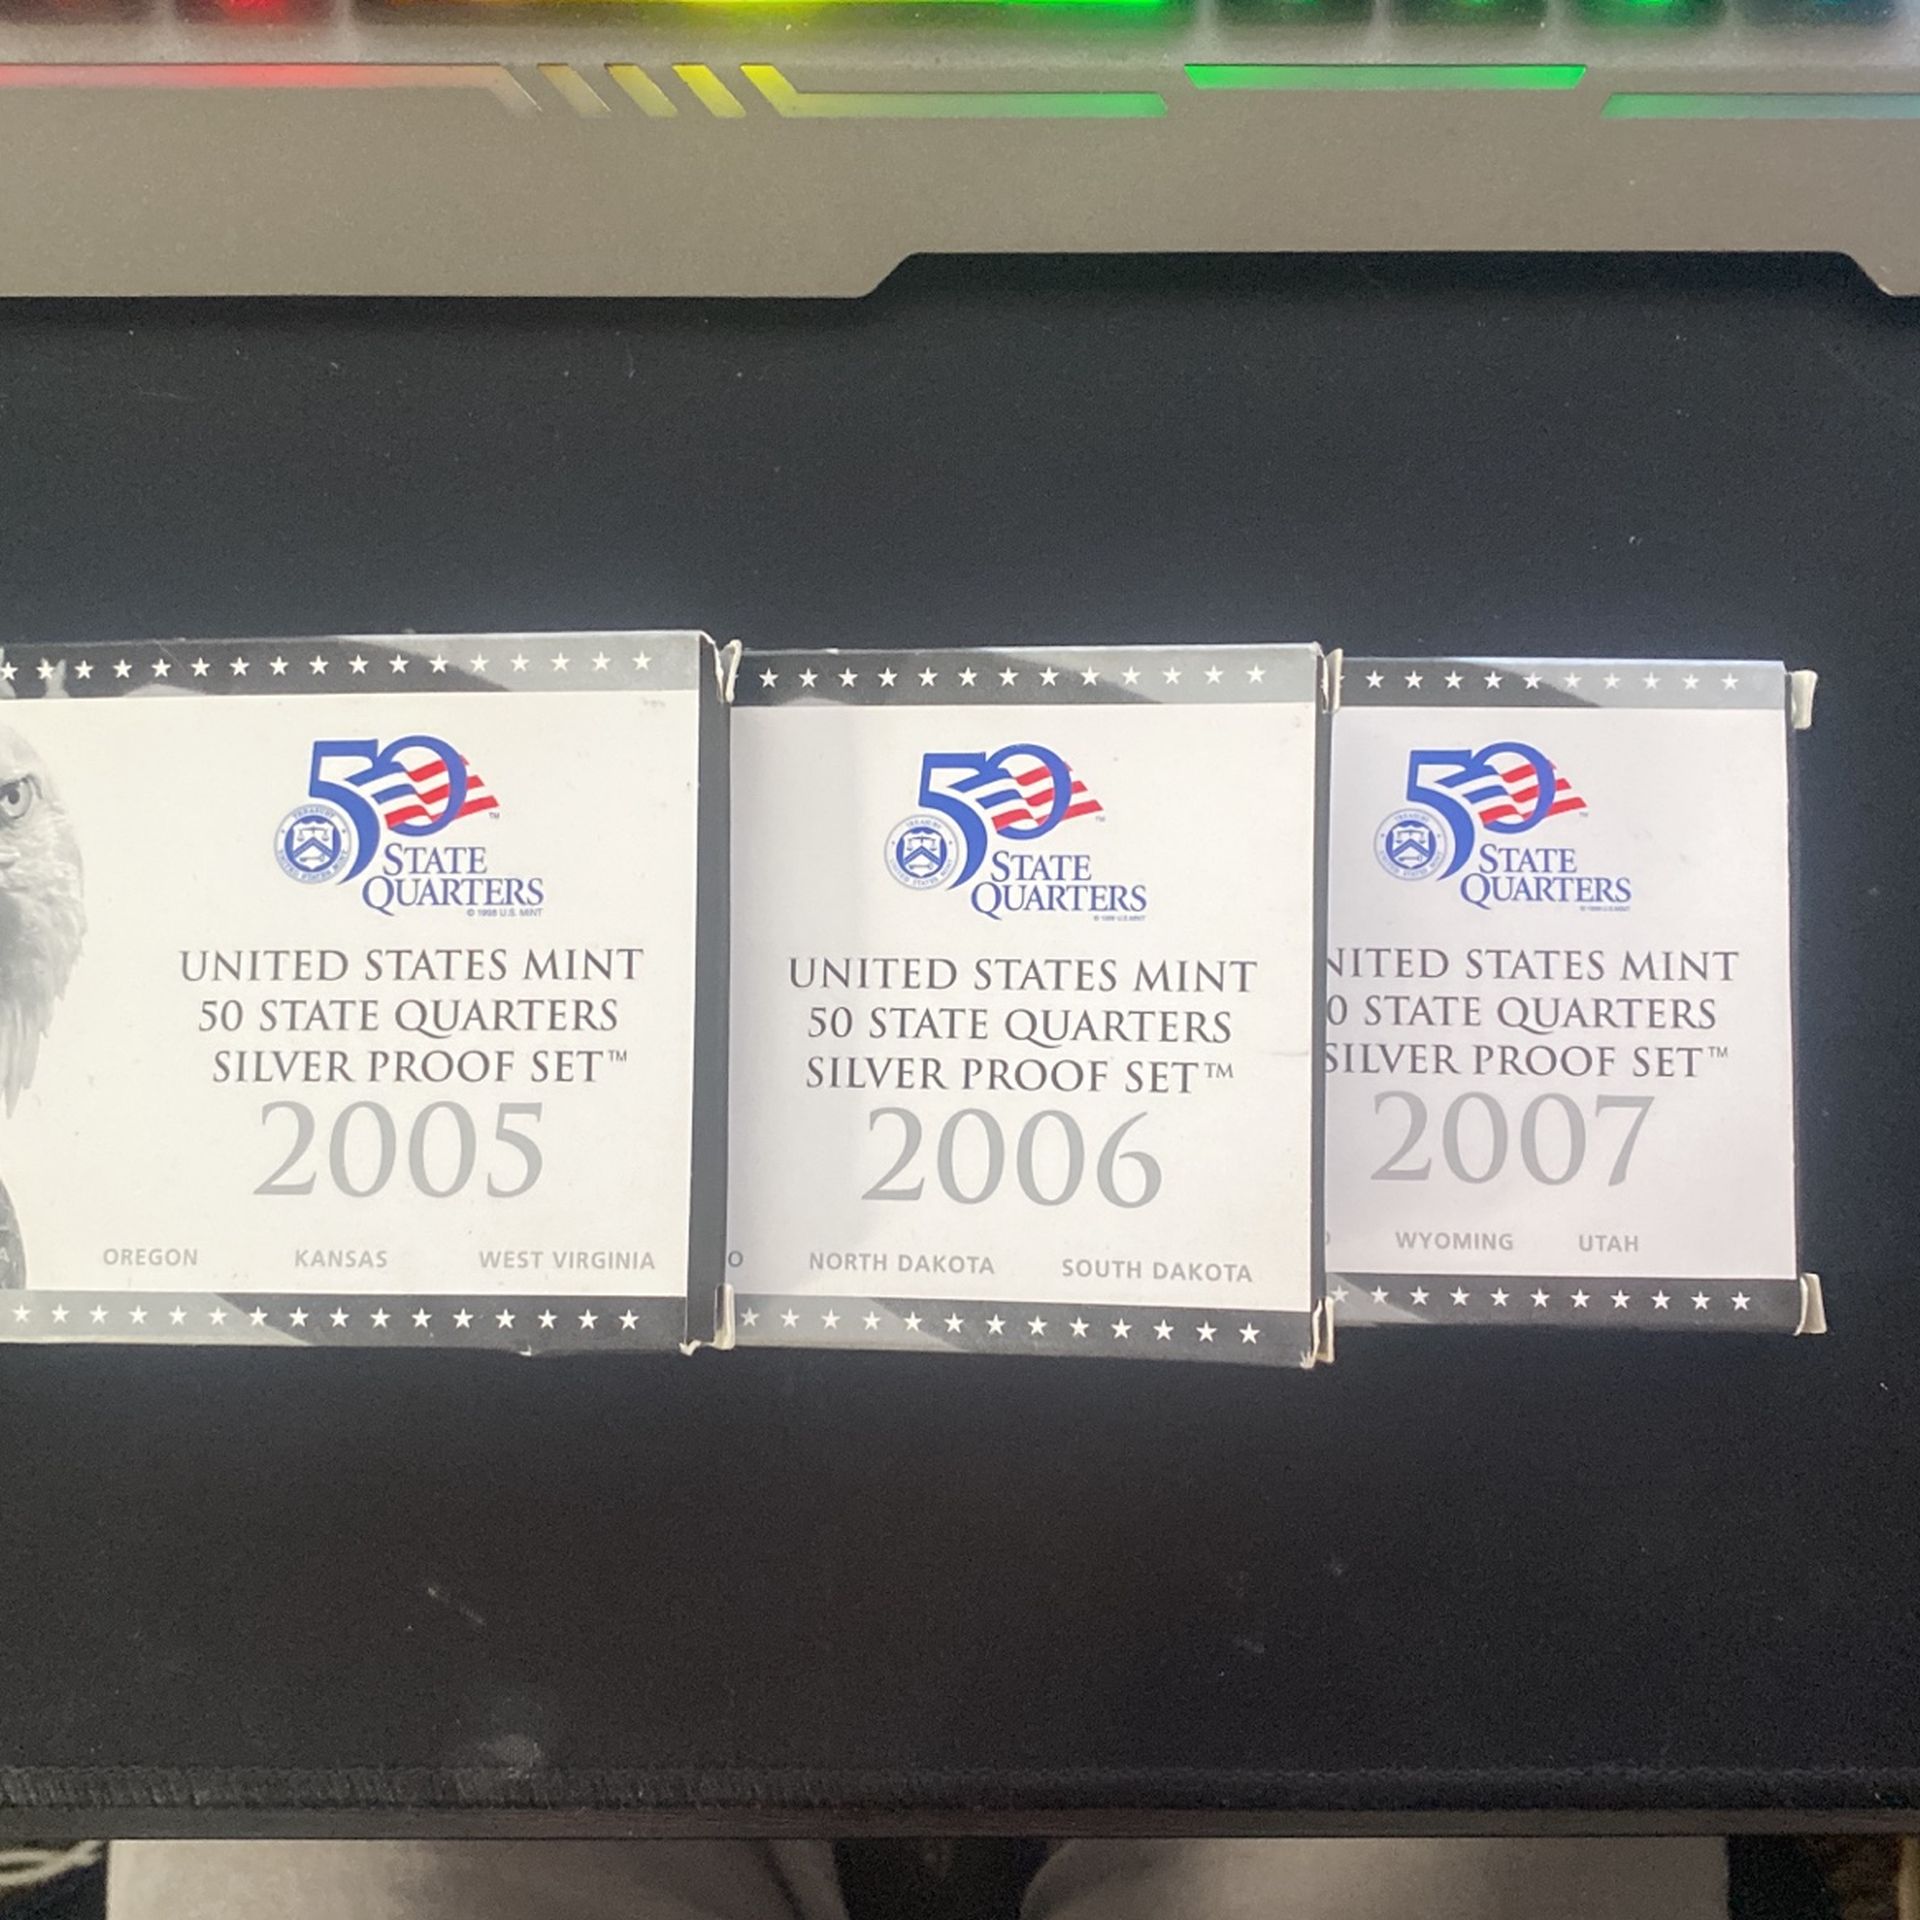 50
STATE
QUARTERS
© 1998 U.S. MINT
UNITED STATES MINT
50 STATE QUARTERS
SILVER PROOF SET™
2005
A OREGON KANSAS WEST VIRGINIA
50
STATE
QUARTERS
UNITED STATES MINT
50 STATE QUARTERS
SILVER PROOF SET™
2006
O NORTH DAKOTA SOUTH DAKOTA
50
STATE
QUARTERS
NITED STATES MINT
0 STATE QUARTERS
SILVER PROOF SET™
2007
WYOMING UTAH